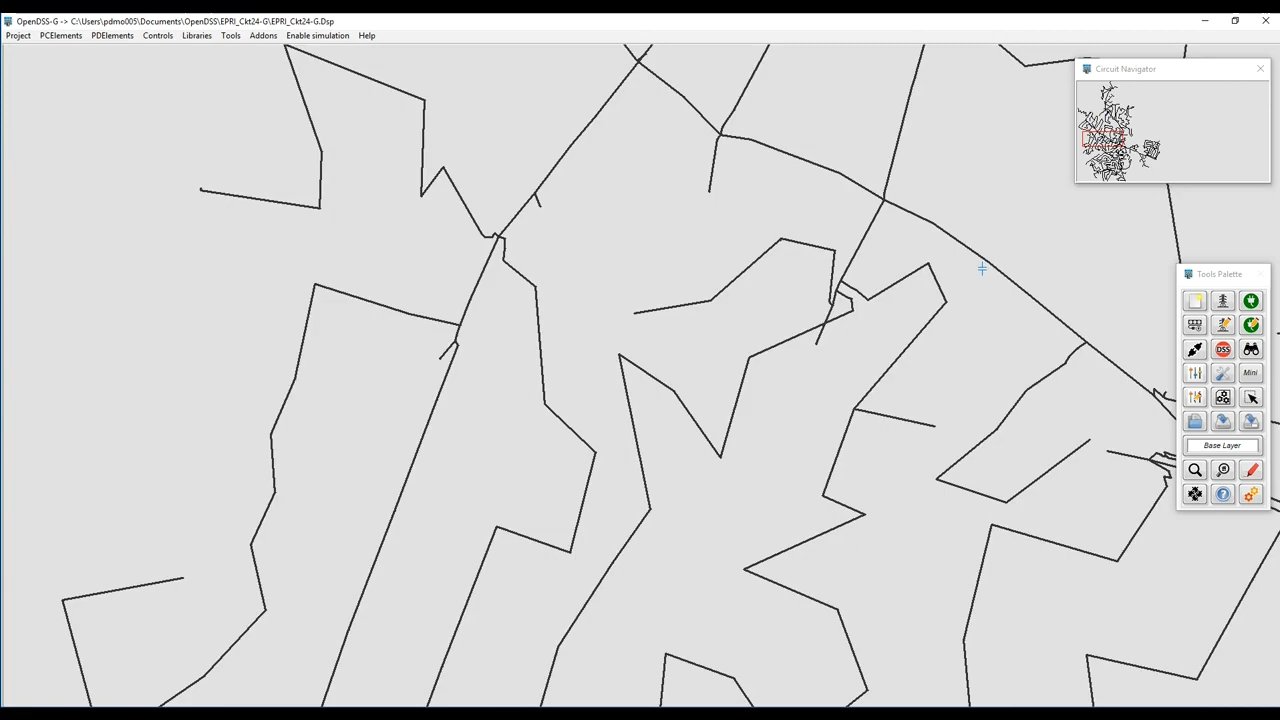 OpenDSS-G -> C:\Users\pdmo005\Documents\OpenDSS\EPRI_Ckt24-G\EPRI_Ckt24-G.Dsp
Project PCElements PDElements Controls Libraries Tools Addons Enable simulation Help
Circuit Navigator
Tools Palette
DSS
Mini
Base Layer